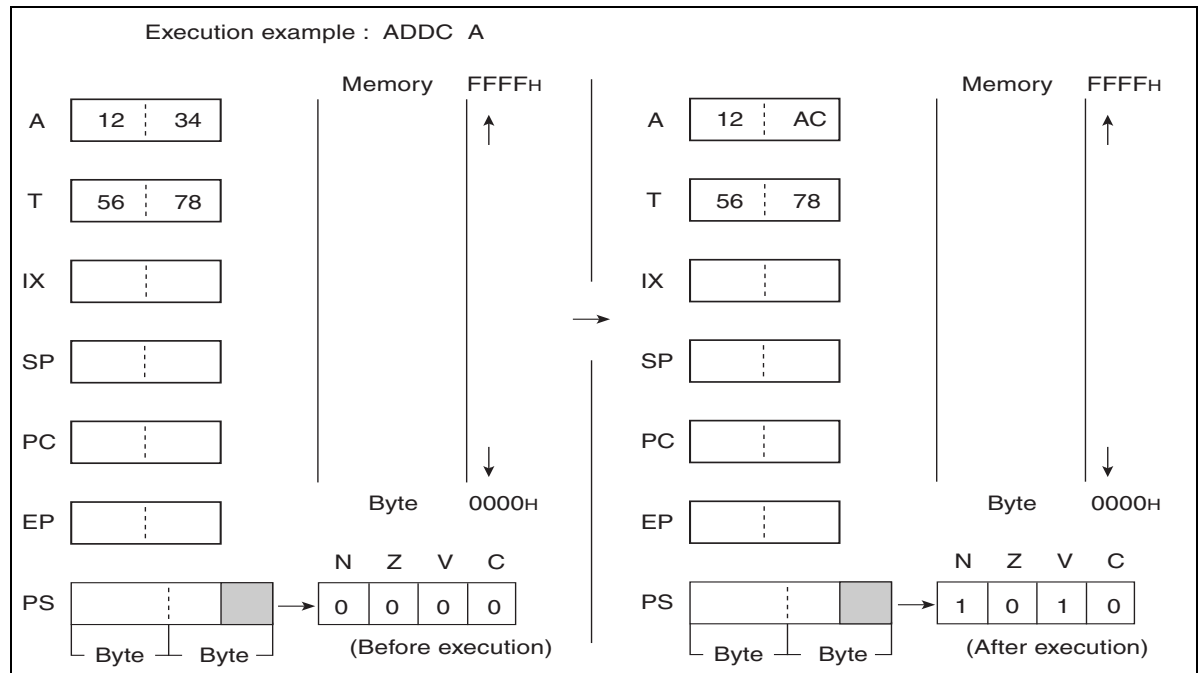 Execution example : ADDC A
Memory FFFFH
A 12 34
T 56 78
IX
SP
PC
EP
Byte 0000H
N Z V C
PS 0 0 0 0
Byte Byte
(Before execution)
Memory FFFFH
A 12 AC
T 56 78
IX
SP
PC
EP
Byte 0000H
N Z V C
PS 1 0 1 0
Byte Byte
(After execution)